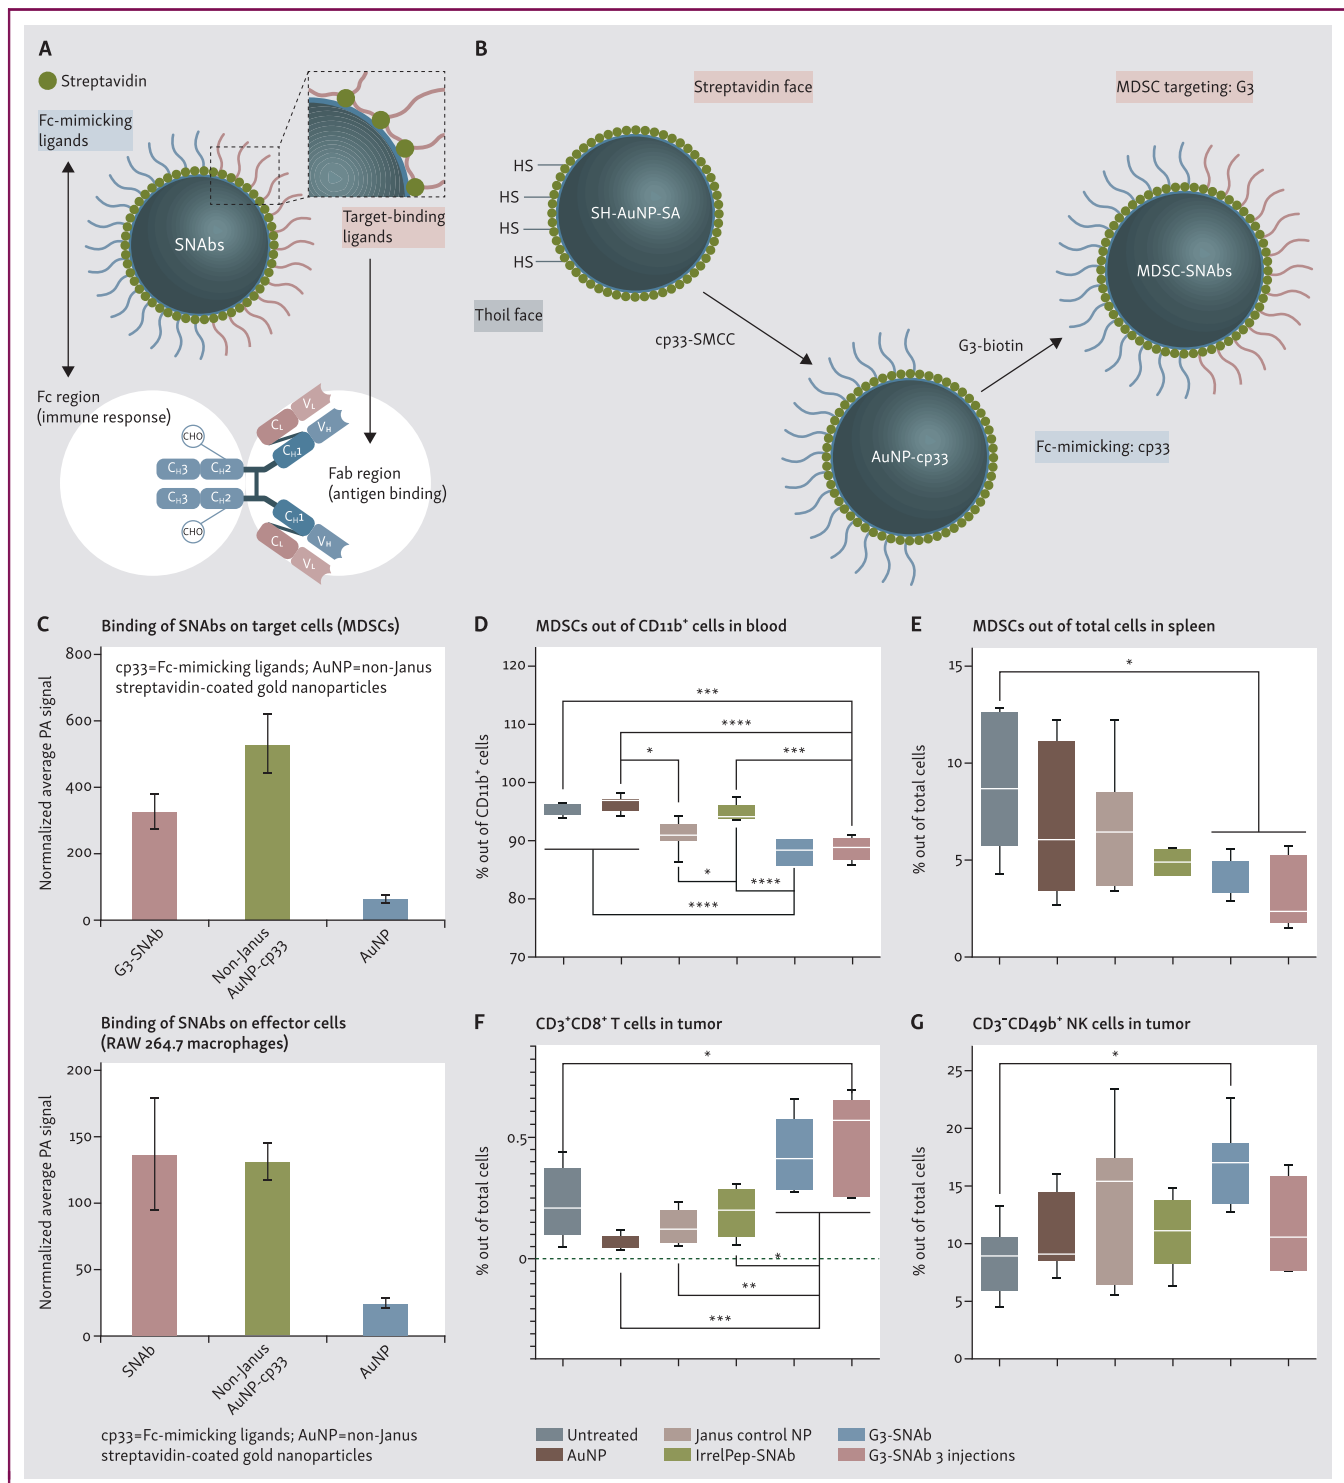 A
Streptavidin
Fc-mimicking
ligands
SNAbs
Target-binding
ligands
Fc region
(immune response)
CHO
CH3
CH2
CH3
CH2
CHO
CL
VL
CH1
VH
CH1
VH
CL
VL
Fab region
(antigen binding)
B
Streptavidin face
MDSC targeting: G3
HS
HS
HS
HS
SH-AuNP-SA
Thoil face
cp33-SMCC
AuNP-cp33
G3-biotin
MDSC-SNAbs
Fc-mimicking: cp33
C
Binding of SNAbs on target cells (MDSCs)
cp33=Fc-mimicking ligands; AuNP=non-Janus
streptavidin-coated gold nanoparticles
Normnalized average PA signal
800
600
400
200
0
G3-SNAb
Non-Janus
AuNP-cp33
AuNP
Binding of SNAbs on effector cells
(RAW 264.7 macrophages)
Normnalized average PA signal
200
150
100
50
0
SNAb
Non-Janus
AuNP-cp33
AuNP
cp33=Fc-mimicking ligands; AuNP=non-Janus
streptavidin-coated gold nanoparticles
D
MDSCs out of CD11b⁺ cells in blood
% out of CD11b⁺ cells
120
110
100
90
80
70
***
****
*
***
*
****
****
E
MDSCs out of total cells in spleen
% out of total cells
15
10
5
0
*
F
CD3⁺CD8⁺ T cells in tumor
% out of total cells
0.5
0
*
*
**
***
G
CD3⁻CD49b⁺ NK cells in tumor
% out of total cells
25
20
15
10
5
0
*
Untreated
AuNP
Janus control NP
IrrelPep-SNAb
G3-SNAb
G3-SNAb 3 injections